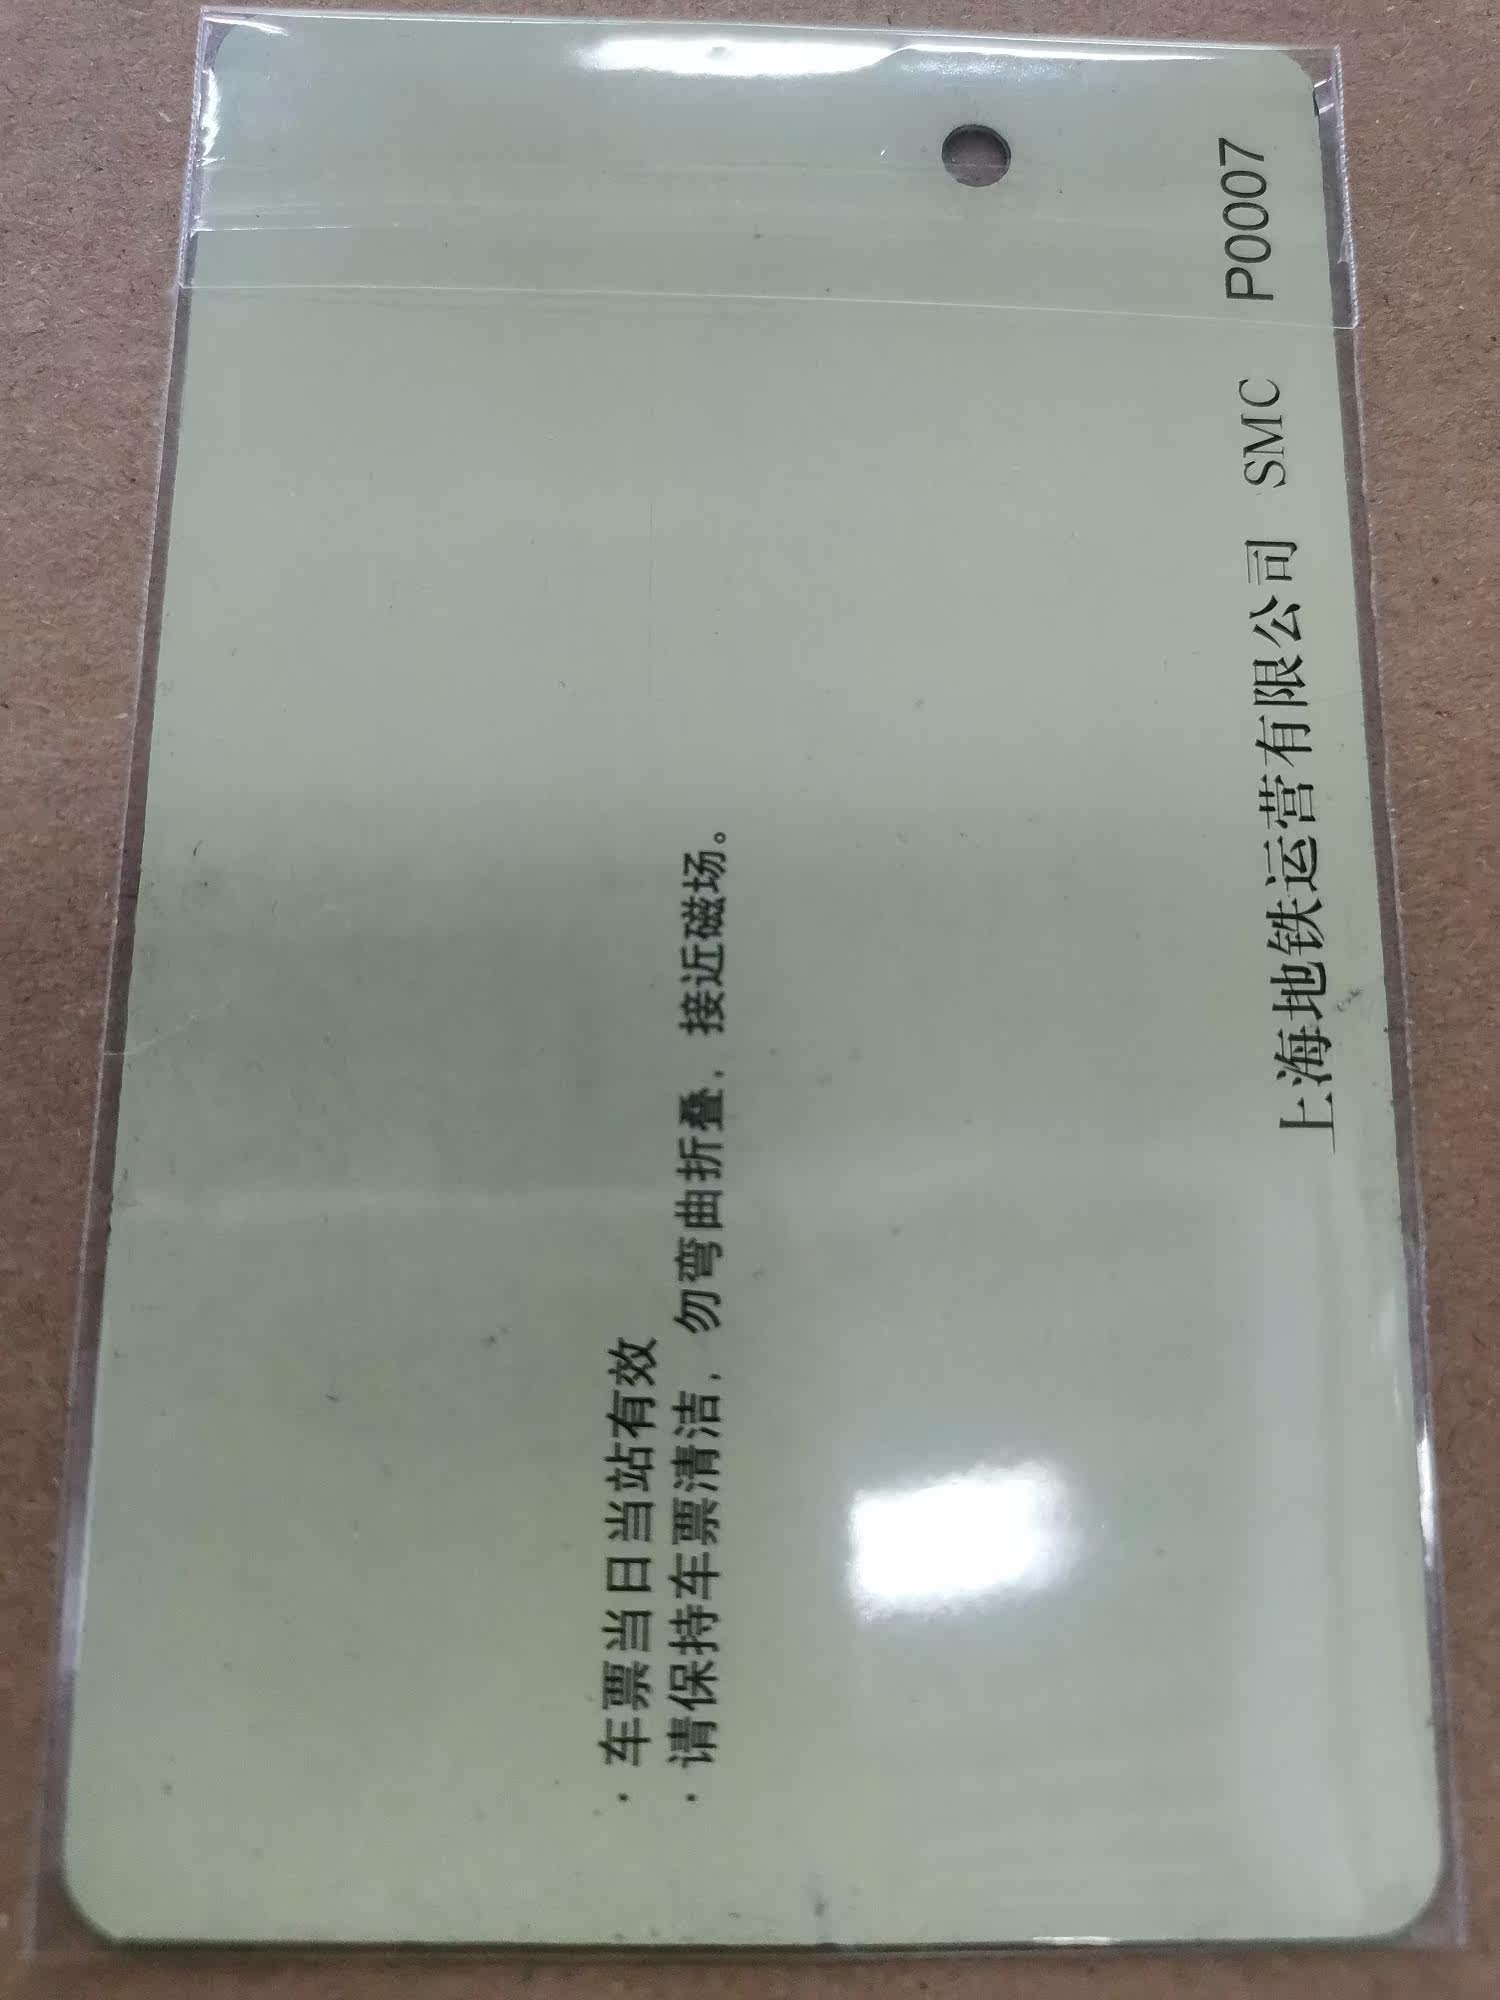 · 车票当日当站有效
· 请保持车票清洁，勿弯曲折叠、接近磁场。
上海地铁运营有限公司 SMC P0007